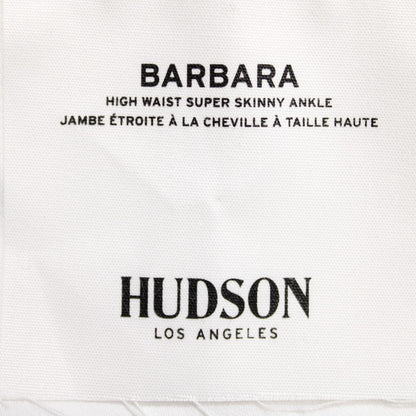 BARBARA
HIGH WAIST SUPER SKINNY ANKLE
JAMBE ÉTROITE À LA CHEVILLE À TAILLE HAUTE
HUDSON
LOS ANGELES